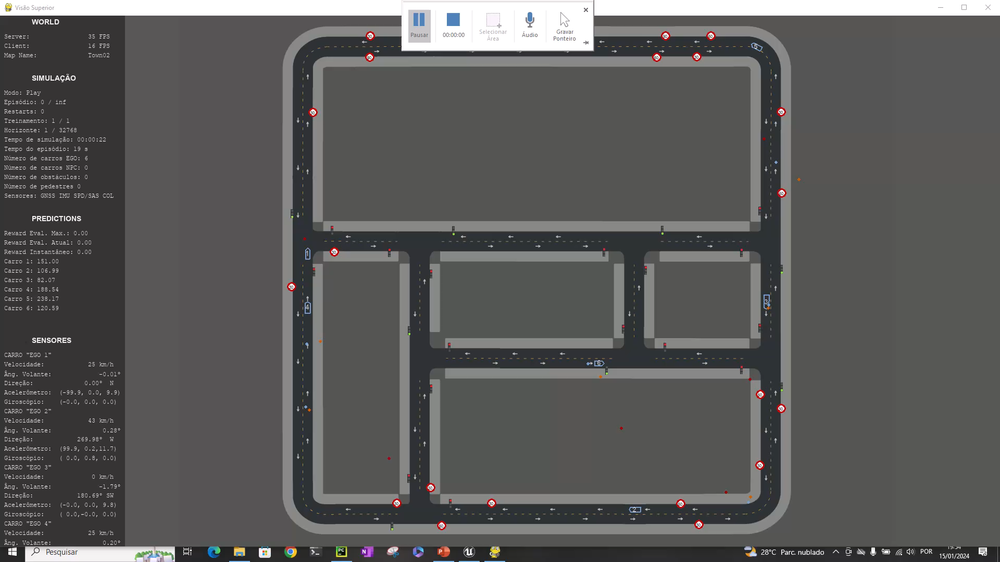 Visão Superior
Pausar
00:00:00
Selecionar Área
Áudio
Gravar Ponteiro
WORLD
Server: 35 FPS
Client: 16 FPS
Map Name: Town02
SIMULAÇÃO
Modo: Play
Episódio: 0 / inf
Restarts: 0
Treinamento: 1 / 1
Horizonte: 1 / 32768
Tempo de simulação: 00:00:22
Tempo do episódio: 19 s
Número de carros EGO: 6
Número de carros NPC: 0
Número de obstáculos: 0
Número de pedestres 0
Sensores: GNSS IMU SPD/SAS COL
PREDICTIONS
Reward Eval. Max.: 0.00
Reward Eval. Atual: 0.00
Reward Instantâneo: 0.00
Carro 1: 151.00
Carro 2: 106.99
Carro 3: 82.07
Carro 4: 188.54
Carro 5: 238.17
Carro 6: 120.59
SENSORES
CARRO "EGO 1"
Velocidade: 25 km/h
Âng. Volante: -0.01°
Direção: 0.00° N
Acelerômetro: (-99.9, 0.0, 9.9)
Giroscópio: (-0.0, 0.0, 0.0)
CARRO "EGO 2"
Velocidade: 43 km/h
Âng. Volante: 0.28°
Direção: 269.98° W
Acelerômetro: (99.9, 0.2,11.7)
Giroscópio: ( 0.0, 0.8, 0.0)
CARRO "EGO 3"
Velocidade: 0 km/h
Âng. Volante: -1.79°
Direção: 180.69° SW
Acelerômetro: (-0.0, 0.0, 9.8)
Giroscópio: ( 0.0,-0.0, 0.0)
CARRO "EGO 4"
Velocidade: 25 km/h
Âng. Volante: 0.20°
5
1
4
3
6
2
Pesquisar
28°C Parc. nublado
POR
19:54
15/01/2024